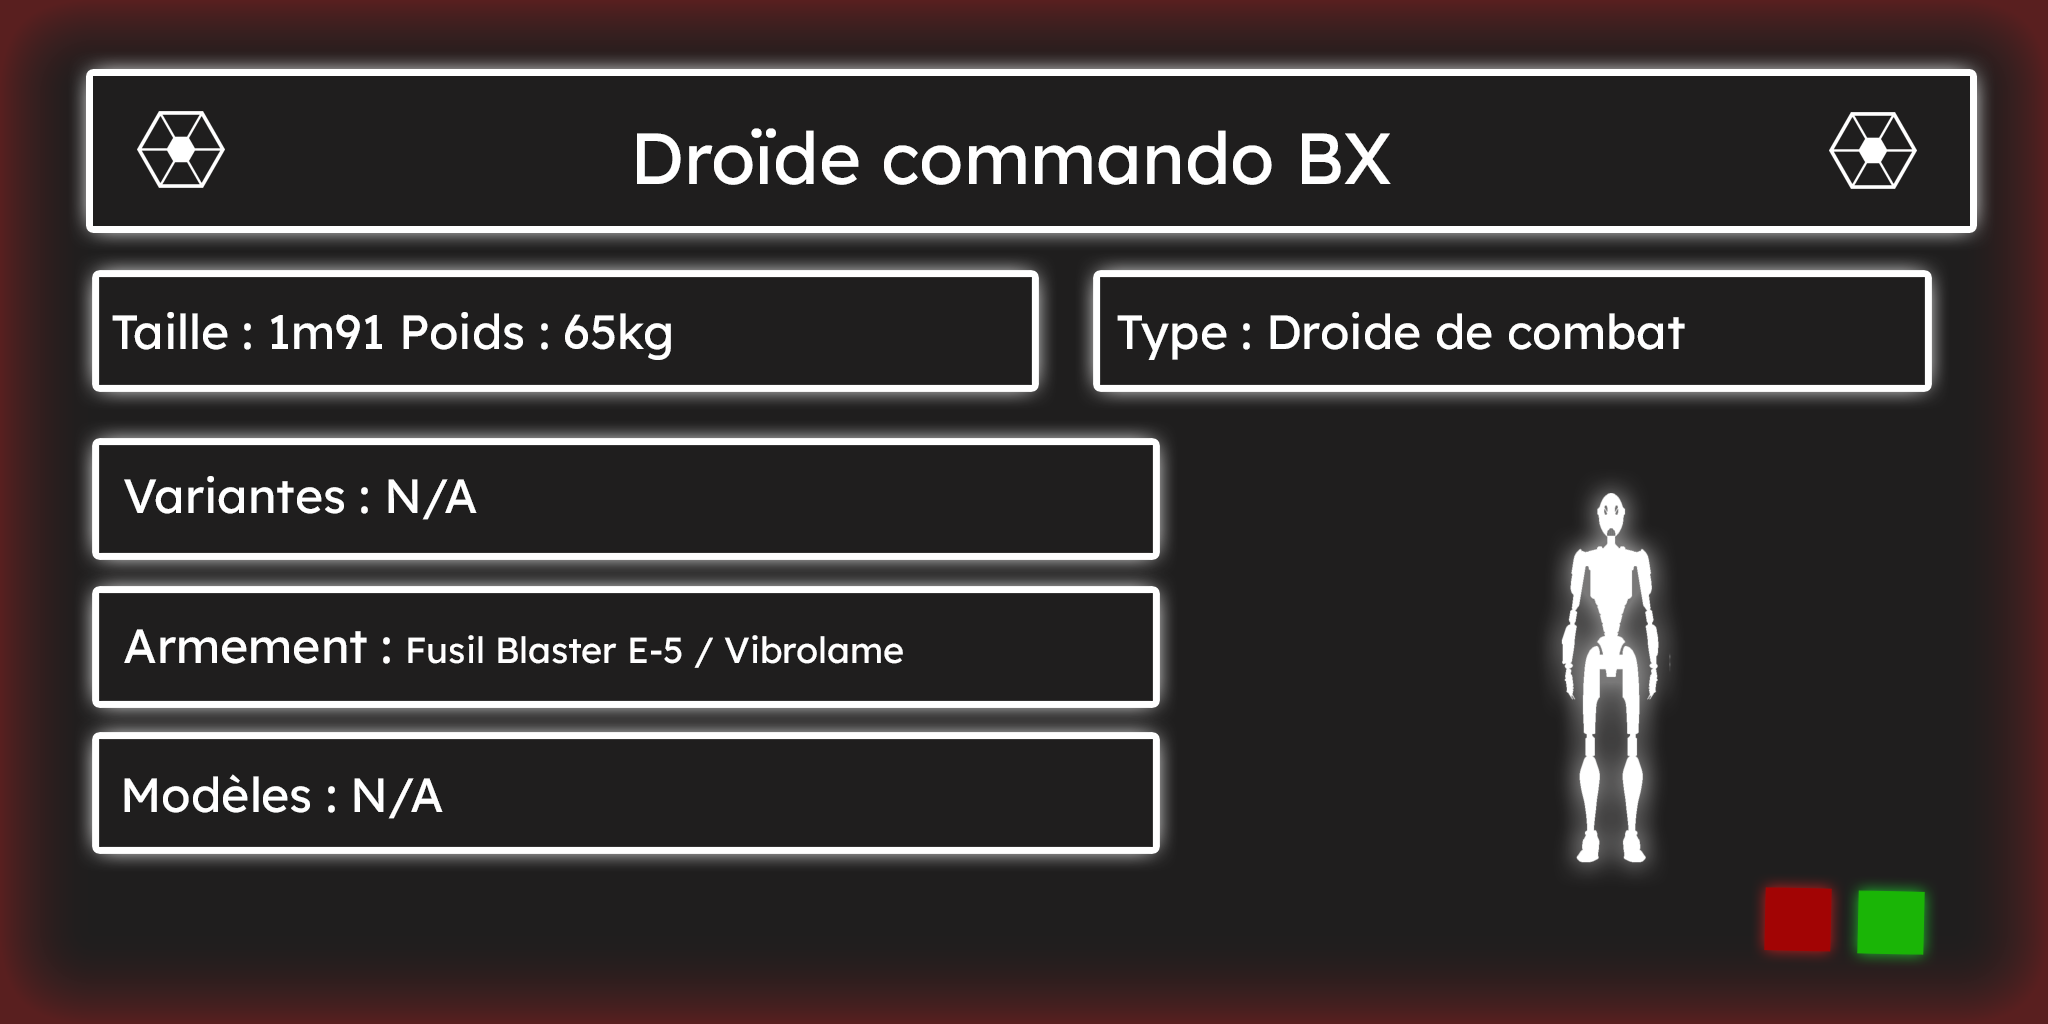 Droïde commando BX
Taille : 1m91 Poids : 65kg
Type : Droide de combat
Variantes : N/A
Armement : Fusil Blaster E-5 / Vibrolame
Modèles : N/A